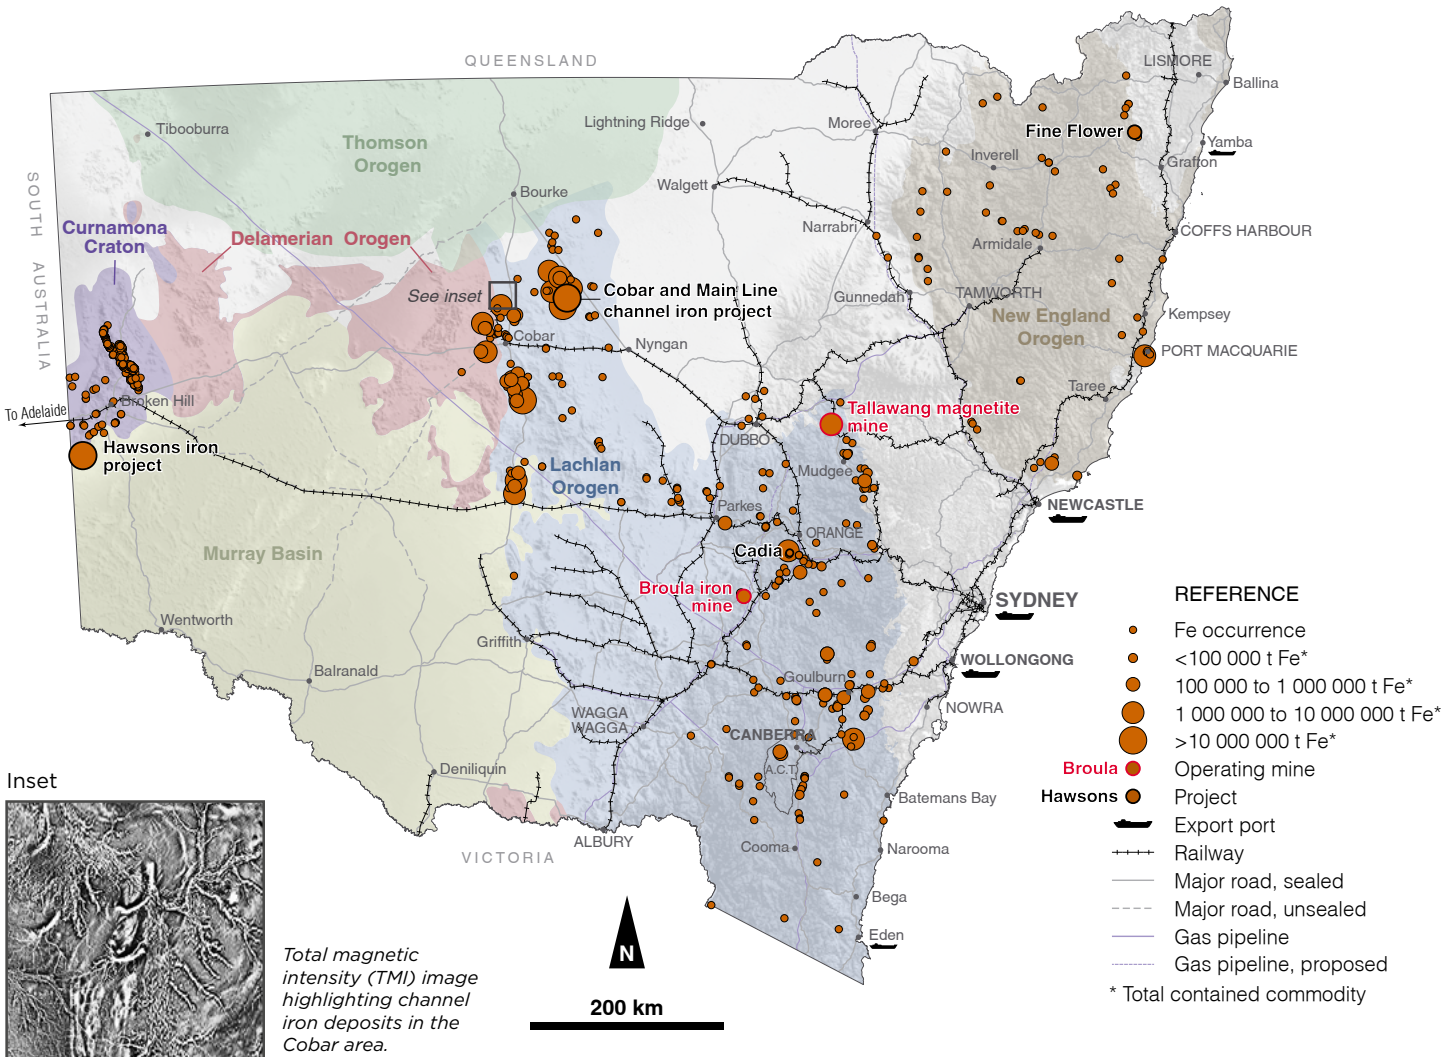 QUEENSLAND
LISMORE
Ballina
Tibooburra
Lightning Ridge
Moree
Fine Flower
Thomson
Orogen
Yamba
Inverell
Grafton
Bourke
Walgett
SOUTH AUSTRALIA
Curnamona
Craton
Delamerian Orogen
Narrabri
COFFS HARBOUR
Armidale
See inset
Cobar and Main Line
channel iron project
Gunnedah
TAMWORTH
New England
Orogen
Kempsey
Cobar
Nyngan
PORT MACQUARIE
Taree
Broken Hill
To Adelaide
Tallawang magnetite
mine
DUBBO
Hawsons iron
project
Lachlan
Orogen
Mudgee
Parkes
NEWCASTLE
ORANGE
Cadia
Murray Basin
Broula iron
mine
SYDNEY
Wentworth
Griffith
WOLLONGONG
Balranald
Goulburn
NOWRA
WAGGA
WAGGA
CANBERRA
A.C.T.
Deniliquin
Batemans Bay
ALBURY
VICTORIA
Cooma
Narooma
Bega
Eden
REFERENCE
Fe occurrence
<100 000 t Fe*
100 000 to 1 000 000 t Fe*
1 000 000 to 10 000 000 t Fe*
>10 000 000 t Fe*
Broula Operating mine
Hawsons Project
Export port
Railway
Major road, sealed
Major road, unsealed
Gas pipeline
Gas pipeline, proposed
* Total contained commodity
Inset
Total magnetic
intensity (TMI) image
highlighting channel
iron deposits in the
Cobar area.
N
200 km